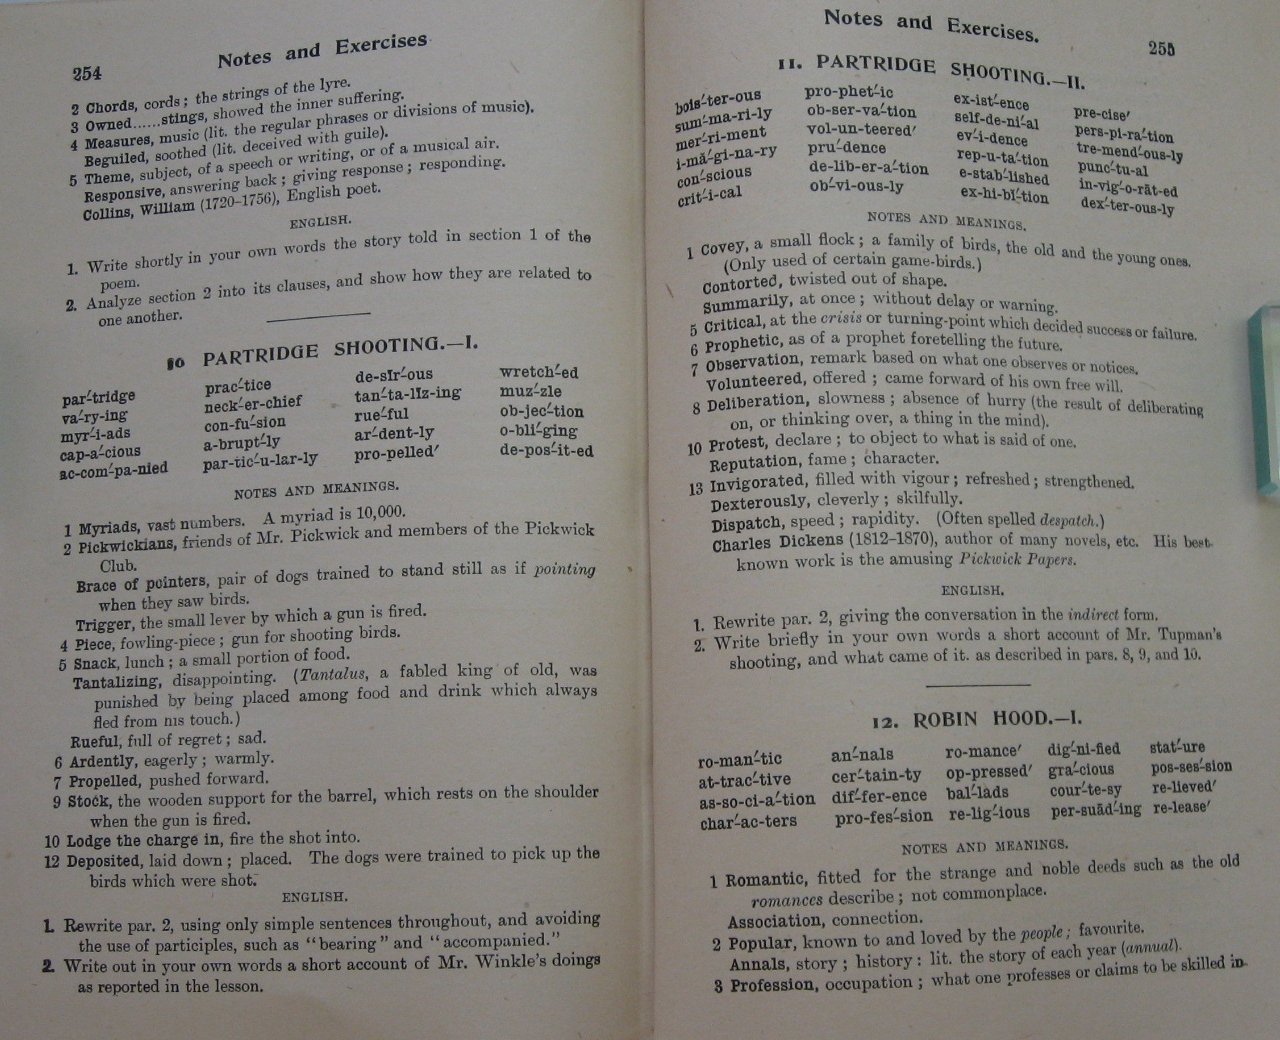 254
Notes and Exercises
2 Chords, cords; the strings of the lyre.
3 Owned......stings, showed the inner suffering.
4 Measures, music (lit. the regular phrases or divisions of music).
Beguiled, soothed (lit. deceived with guile).
5 Theme, subject, of a speech or writing, or of a musical air.
Responsive, answering back; giving response; responding.
Collins, William (1720–1756), English poet.
ENGLISH.
1. Write shortly in your own words the story told in section 1 of the
poem.
2. Analyze section 2 into its clauses, and show how they are related to
one another.
10 PARTRIDGE SHOOTING.—I.
par´-tridge prac´-tice de-sīr´-ous wretch´-ed
va´-ry-ing neck´-er-chief tan´-ta-līz-ing muz´-zle
myr´-i-ads con-fu´-sion rue´-ful ob-jec´-tion
cap-a´-cious a-brupt´-ly ar´-dent-ly o-bli´-ging
ac-com´-pa-nied par-tic´-u-lar-ly pro-pelled´ de-pos´-it-ed
NOTES AND MEANINGS.
1 Myriads, vast numbers. A myriad is 10,000.
2 Pickwickians, friends of Mr. Pickwick and members of the Pickwick
Club.
Brace of pointers, pair of dogs trained to stand still as if pointing
when they saw birds.
Trigger, the small lever by which a gun is fired.
4 Piece, fowling-piece; gun for shooting birds.
5 Snack, lunch; a small portion of food.
Tantalizing, disappointing. (Tantalus, a fabled king of old, was
punished by being placed among food and drink which always
fled from his touch.)
Rueful, full of regret; sad.
6 Ardently, eagerly; warmly.
7 Propelled, pushed forward.
9 Stock, the wooden support for the barrel, which rests on the shoulder
when the gun is fired.
10 Lodge the charge in, fire the shot into.
12 Deposited, laid down; placed. The dogs were trained to pick up the
birds which were shot.
ENGLISH.
1. Rewrite par. 2, using only simple sentences throughout, and avoiding
the use of participles, such as "bearing" and "accompanied."
2. Write out in your own words a short account of Mr. Winkle's doings
as reported in the lesson.
Notes and Exercises.
255
11. PARTRIDGE SHOOTING.—II.
bois´-ter-ous pro-phet´-ic ex-ist´-ence pre-cise´
sum´-ma-ri-ly ob-ser-va´-tion self-de-ni´-al pers-pi-ra´-tion
mer´-ri-ment vol-un-teered´ ev´-i-dence tre-mend´-ous-ly
i-mă´-gi-na-ry pru´-dence rep-u-ta´-tion punc´-tu-al
con´-scious de-lib-er-a´-tion e-stab´-lished in-vig´-o-rāt-ed
crit´-i-cal ob´-vi-ous-ly ex-hi-bĭ´-tion dex´-ter-ous-ly
NOTES AND MEANINGS.
1 Covey, a small flock; a family of birds, the old and the young ones.
(Only used of certain game-birds.)
Contorted, twisted out of shape.
Summarily, at once; without delay or warning.
5 Critical, at the crisis or turning-point which decided success or failure.
6 Prophetic, as of a prophet foretelling the future.
7 Observation, remark based on what one observes or notices.
Volunteered, offered; came forward of his own free will.
8 Deliberation, slowness; absence of hurry (the result of deliberating
on, or thinking over, a thing in the mind).
10 Protest, declare; to object to what is said of one.
Reputation, fame; character.
13 Invigorated, filled with vigour; refreshed; strengthened.
Dexterously, cleverly; skilfully.
Dispatch, speed; rapidity. (Often spelled despatch.)
Charles Dickens (1812–1870), author of many novels, etc. His best-
known work is the amusing Pickwick Papers.
ENGLISH.
1. Rewrite par. 2, giving the conversation in the indirect form.
2. Write briefly in your own words a short account of Mr. Tupman's
shooting, and what came of it. as described in pars. 8, 9, and 10.
12. ROBIN HOOD.—I.
ro-man´-tic an´-nals ro-mance´ dig´-ni-fied stat´-ure
at-trac´-tive cer´-tain-ty op-pressed´ gra´-cious pos-ses´-sion
as-so-ci-a´-tion dif´-fer-ence bal´-lads cour´-te-sy re-lieved´
char´-ac-ters pro-fes´-sion re-lig´-ious per-suād´-ing re-lease´
NOTES AND MEANINGS.
1 Romantic, fitted for the strange and noble deeds such as the old
romances describe; not commonplace.
Association, connection.
2 Popular, known to and loved by the people; favourite.
Annals, story; history: lit. the story of each year (annual).
3 Profession, occupation; what one professes or claims to be skilled in